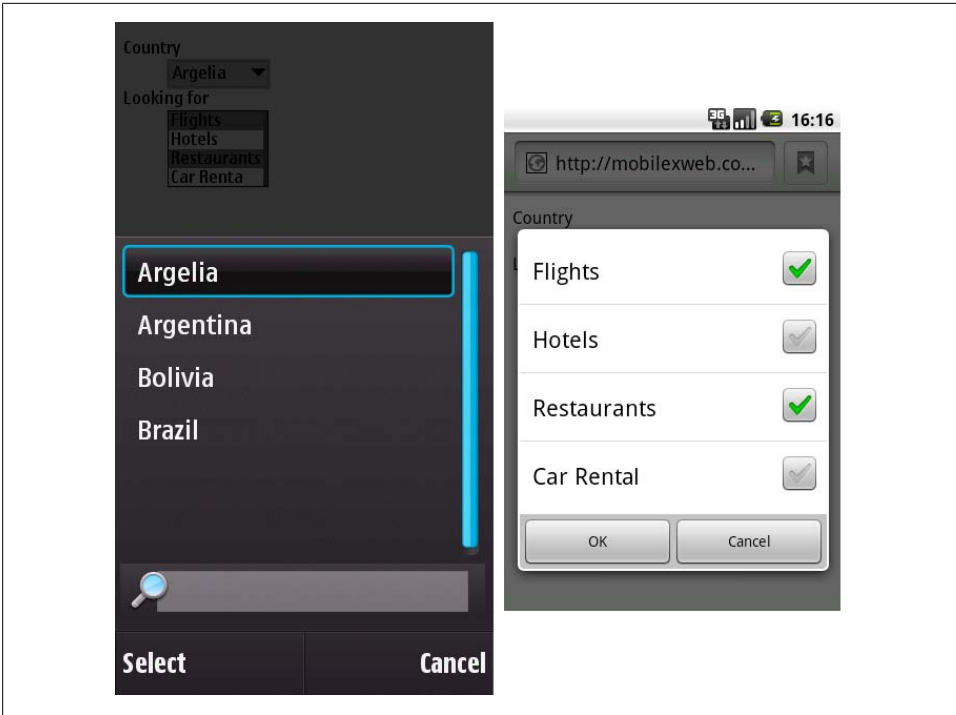 Country
Argelia
Looking for
Flights
Hotels
Restaurants
Car Renta
Argelia
Argentina
Bolivia
Brazil
Select
Cancel
3G
16:16
http://mobilexweb.co...
Country
L
Flights
Hotels
Restaurants
Car Rental
OK
Cancel